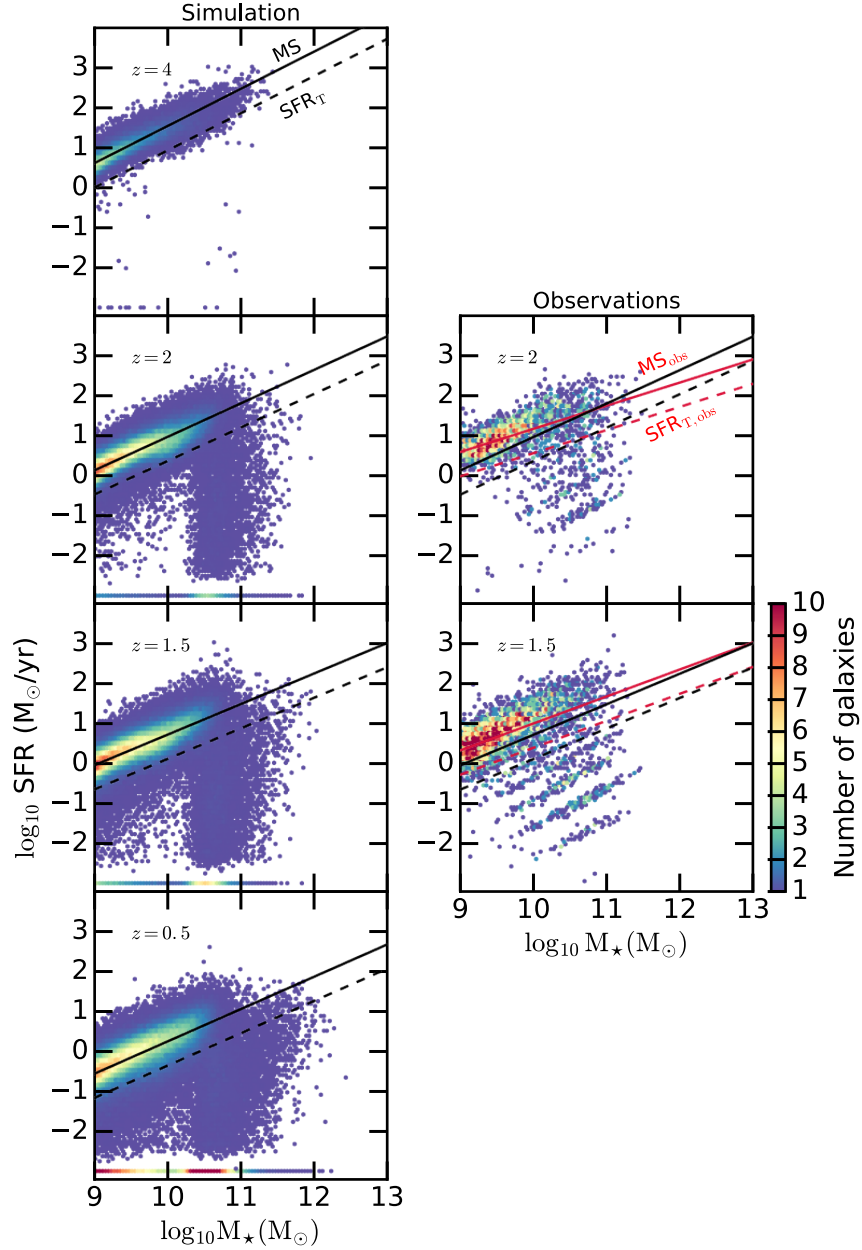 Simulation
z = 4
MS
SFR_T
3
2
1
0
−1
−2
Observations
z = 2
3
2
1
0
−1
−2
z = 2
MS_obs
SFR_T,obs
3
2
1
0
−1
−2
z = 1.5
3
2
1
0
−1
−2
z = 1.5
3
2
1
0
−1
−2
9 10 11 12 13
log₁₀ M⋆(M⊙)
10
9
8
7
6
5
4
3
2
1
Number of galaxies
log₁₀ SFR (M⊙/yr)
z = 0.5
3
2
1
0
−1
−2
9 10 11 12 13
log₁₀M⋆(M⊙)